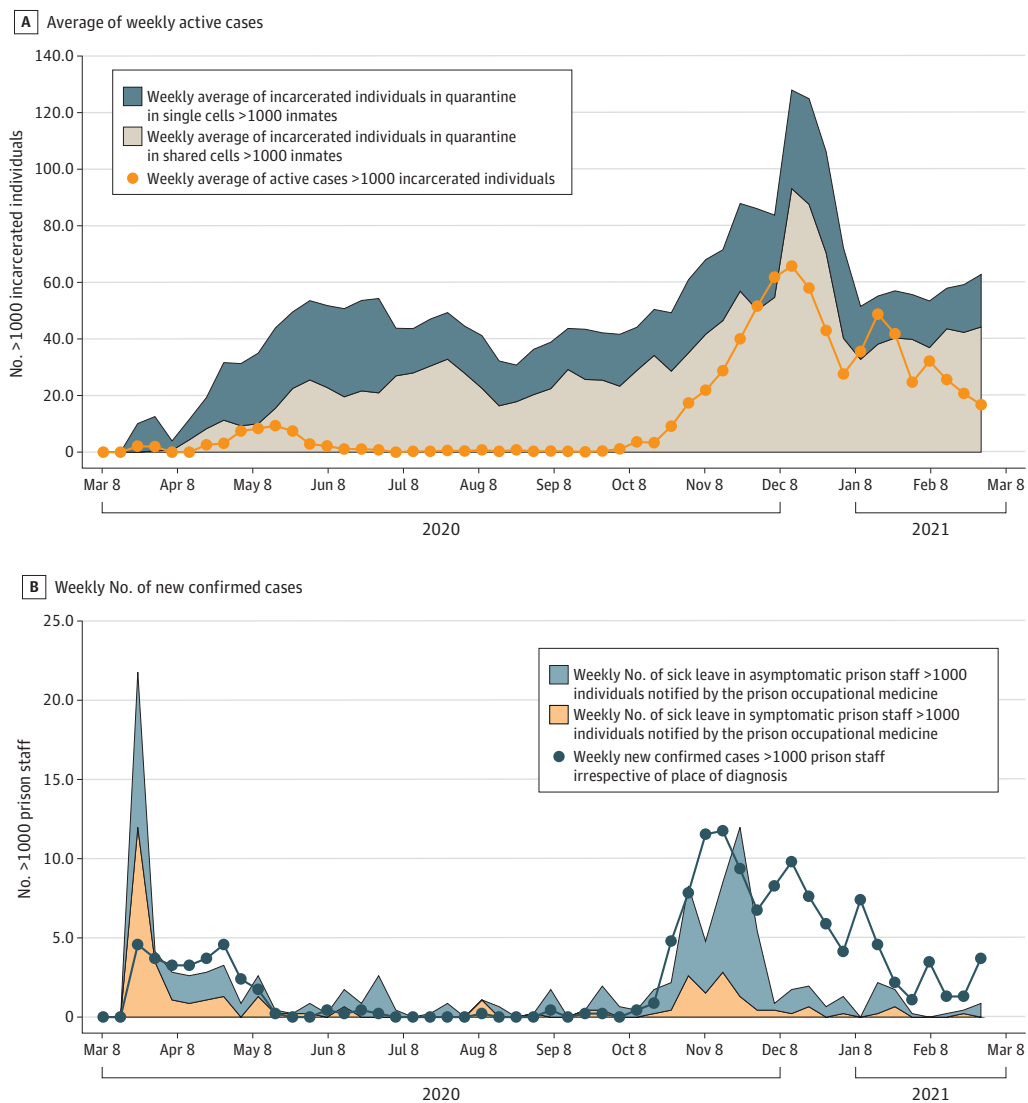 A Average of weekly active cases
No. >1000 incarcerated individuals
140.0
120.0
100.0
80.0
60.0
40.0
20.0
0
Weekly average of incarcerated individuals in quarantine
in single cells >1000 inmates
Weekly average of incarcerated individuals in quarantine
in shared cells >1000 inmates
Weekly average of active cases >1000 incarcerated individuals
Mar 8 Apr 8 May 8 Jun 8 Jul 8 Aug 8 Sep 8 Oct 8 Nov 8 Dec 8 Jan 8 Feb 8 Mar 8
2020 2021
B Weekly No. of new confirmed cases
No. >1000 prison staff
25.0
20.0
15.0
10.0
5.0
0
Weekly No. of sick leave in asymptomatic prison staff >1000
individuals notified by the prison occupational medicine
Weekly No. of sick leave in symptomatic prison staff >1000
individuals notified by the prison occupational medicine
Weekly new confirmed cases >1000 prison staff
irrespective of place of diagnosis
Mar 8 Apr 8 May 8 Jun 8 Jul 8 Aug 8 Sep 8 Oct 8 Nov 8 Dec 8 Jan 8 Feb 8 Mar 8
2020 2021